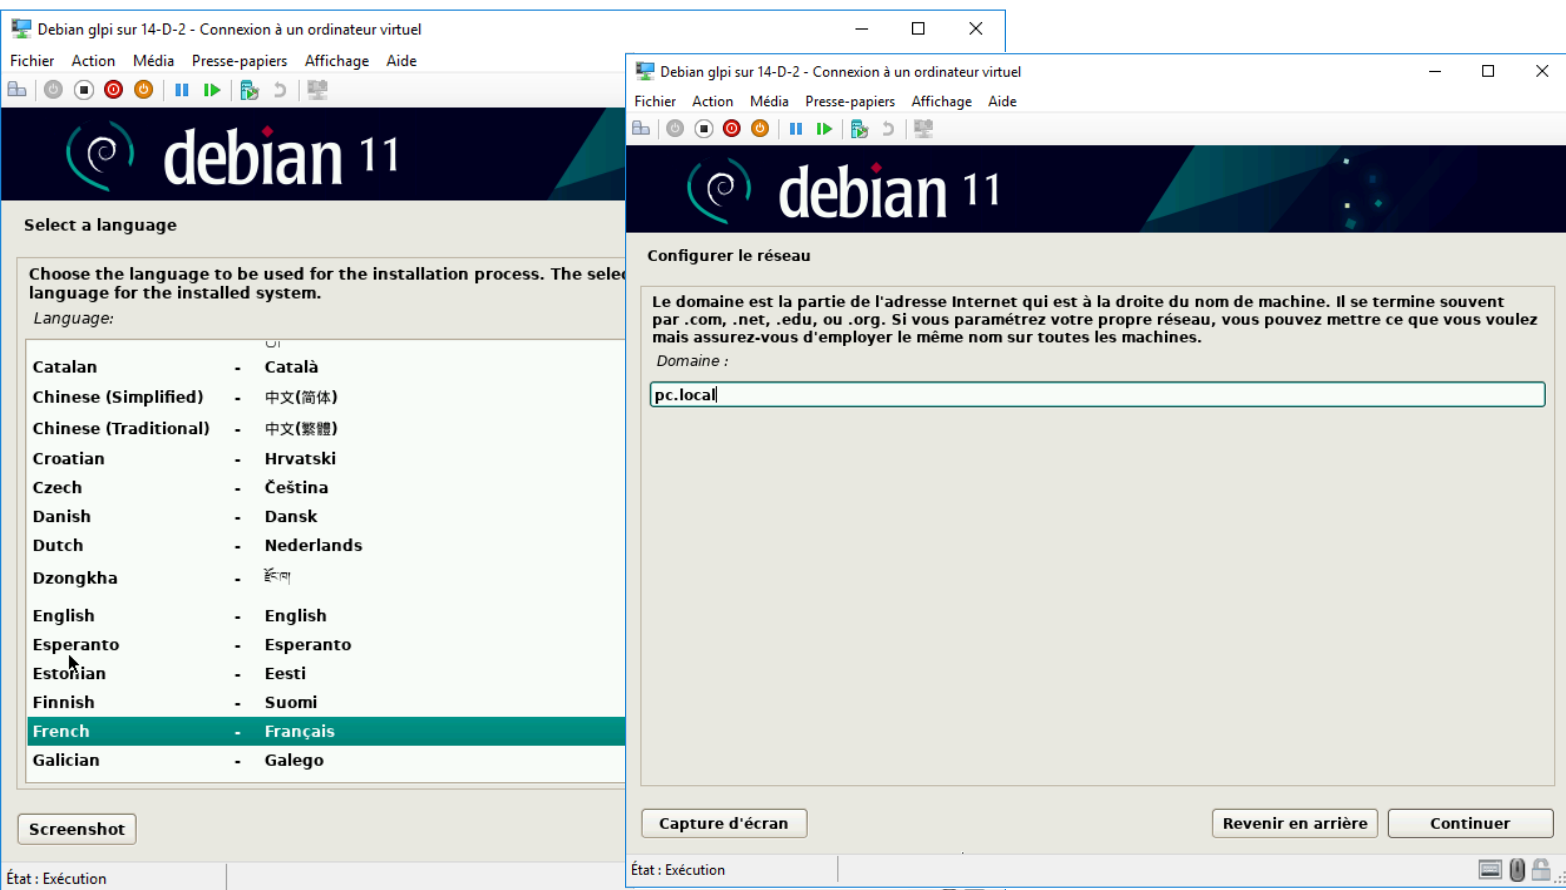 Debian glpi sur 14-D-2 - Connexion à un ordinateur virtuel
Fichier Action Média Presse-papiers Affichage Aide
debian 11
Select a language
Choose the language to be used for the installation process. The sele
language for the installed system.
Language:
Catalan - Català
Chinese (Simplified) - 中文(简体)
Chinese (Traditional) - 中文(繁體)
Croatian - Hrvatski
Czech - Čeština
Danish - Dansk
Dutch - Nederlands
Dzongkha - རྫོང་ཁ།
English - English
Esperanto - Esperanto
Estonian - Eesti
Finnish - Suomi
French - Français
Galician - Galego
Screenshot
État : Exécution
Debian glpi sur 14-D-2 - Connexion à un ordinateur virtuel
Fichier Action Média Presse-papiers Affichage Aide
debian 11
Configurer le réseau
Le domaine est la partie de l'adresse Internet qui est à la droite du nom de machine. Il se termine souvent
par .com, .net, .edu, ou .org. Si vous paramétrez votre propre réseau, vous pouvez mettre ce que vous voulez
mais assurez-vous d'employer le même nom sur toutes les machines.
Domaine :
pc.local
Capture d'écran
Revenir en arrière
Continuer
État : Exécution